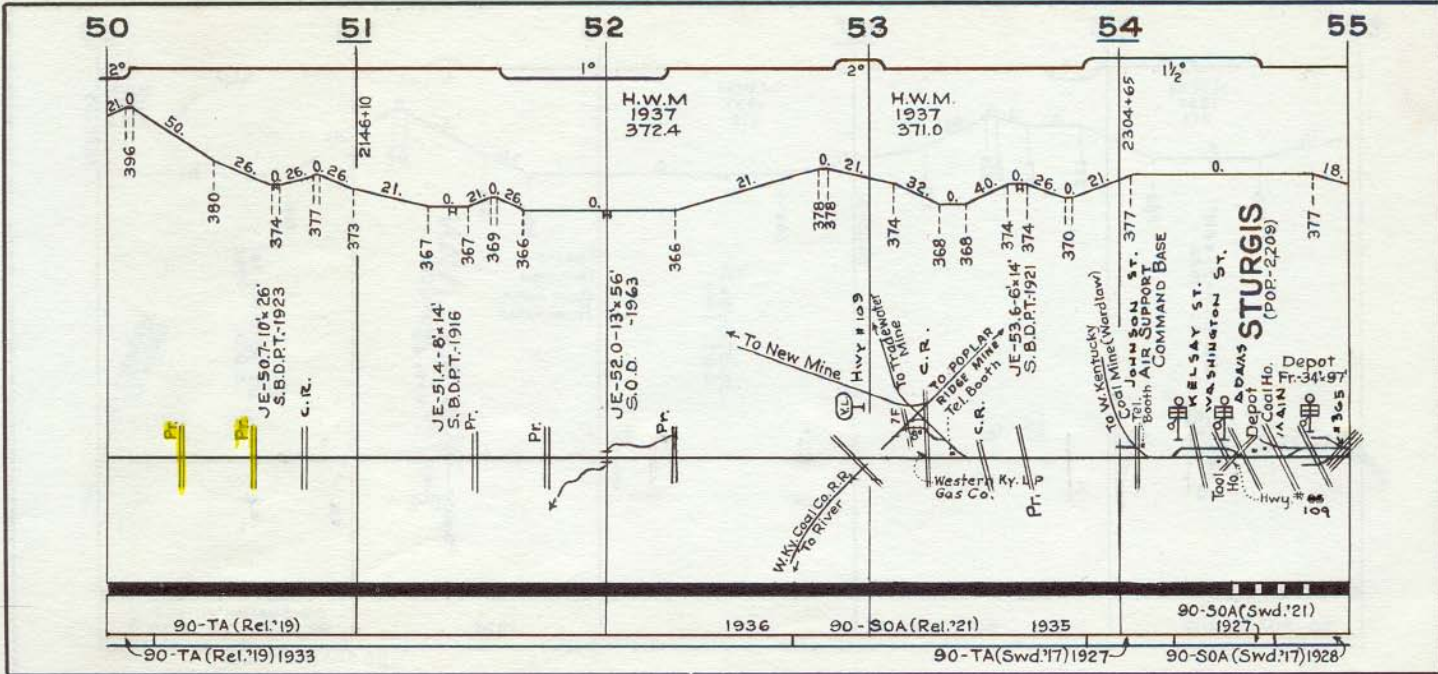 50 51 52 53 54 55
2° 1° 2° 1½°
21. 0. 50. 26. 0. 26. 0. 26. 21. 0. 21. 0. 26. 0. 21. 0. 21. 32. 0. 40. 0. 26. 0. 21. 0. 18.
2146+10
H.W.M
1937
372.4
H.W.M.
1937
371.0
2304+65
396 380 374 377 373 367 367 369 366 366 378 378 374 368 368 374 374 370 377 377
JE-50.7-10'x26'
S.B.D.P.T.-1923
C.R.
JE-51.4-8'x14'
S.B.D.P.T.-1916
JE-52.0-13'x56'
S.O.D. -1963
To New Mine
Hwy #109
To Tradewater
Mine
C.R.
TO POPLAR
RIDGE MINE
Tel. Booth
JE-53.6-6'x14'
S.B.D.P.T.-1921
C.R.
To W. Kentucky
Coal Mine (Wardlaw)
JOHNSON ST.
Tel.
Booth
AIR SUPPORT
COMMAND BASE
KELSAY ST.
WASHINGTON ST.
ADAMS
STURGIS
(POP.-2,209)
Depot
Coal Ho.
MAIN
Depot
Fr.-34'x97'
#365
Pr. Pr. Pr. Pr. Pr.
Y.L.
7F
Western Ky. L.P
Gas Co.
Pr.
Tool
Ho.
Hwy. #
109
W. Ky. Coal Co. R.R.
To River
90-TA (Rel.'19) 1936 90-SOA (Rel.'21) 1935 90-SOA (Swd.'21)
1927
90-TA (Rel.'19) 1933 90-TA (Swd.'17) 1927 90-SOA (Swd.'17) 1928